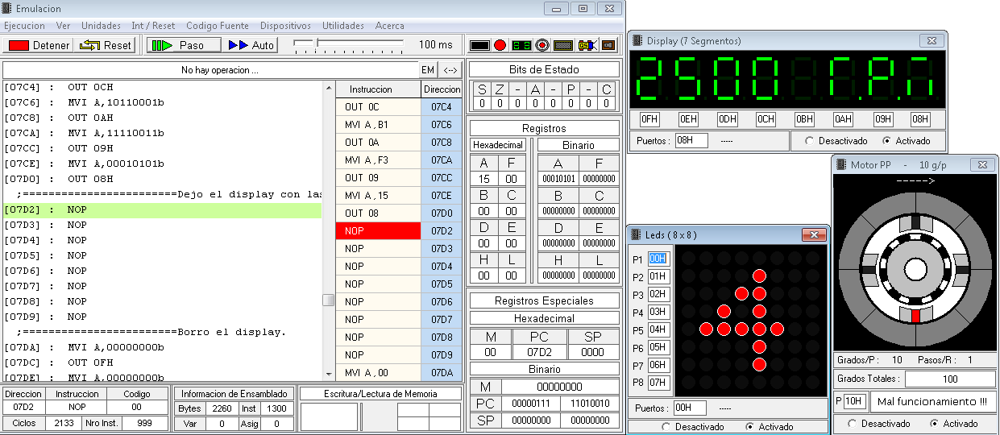 Emulacion
Ejecucion Ver Unidades Int / Reset Codigo Fuente Dispositivos Utilidades Acerca
Detener Reset Paso Auto 100 ms
No hay operacion ... EM <-->
[07C4] : OUT 0CH
[07C6] : MVI A,10110001b
[07C8] : OUT 0AH
[07CA] : MVI A,11110011b
[07CC] : OUT 09H
[07CE] : MVI A,00010101b
[07D0] : OUT 08H
;========================Dejo el display con las
[07D2] : NOP
[07D3] : NOP
[07D4] : NOP
[07D5] : NOP
[07D6] : NOP
[07D7] : NOP
[07D8] : NOP
[07D9] : NOP
;========================Borro el display.
[07DA] : MVI A,00000000b
[07DC] : OUT 0FH
[07DE] : MVI A,00000000b
Instruccion Direccion
OUT 0C 07C4
MVI A,B1 07C6
OUT 0A 07C8
MVI A,F3 07CA
OUT 09 07CC
MVI A,15 07CE
OUT 08 07D0
NOP 07D2
NOP 07D3
NOP 07D4
NOP 07D5
NOP 07D6
NOP 07D7
NOP 07D8
NOP 07D9
MVI A,00 07DA
Bits de Estado
S Z - A - P - C
0 0 0 0 0 0 0 0
Registros
Hexadecimal Binario
A F A F
15 00 00010101 00000000
B C B C
00 00 00000000 00000000
D E D E
00 00 00000000 00000000
H L H L
00 00 00000000 00000000
Registros Especiales
Hexadecimal
M PC SP
00 07D2 0000
Binario
M 00000000
PC 00000111 11010010
SP 00000000 00000000
Direccion Instruccion Codigo
07D2 NOP 00
Ciclos 2133 Nro Inst. 999
Informacion de Ensamblado
Bytes 2260 Inst 1300
Var 0 Asig 0
Escritura/Lectura de Memoria
Display (7 Segmentos)
2500 r.P.n
0FH 0EH 0DH 0CH 0BH 0AH 09H 08H
Puertos : 08H -----
Desactivado Activado
Leds ( 8 x 8 )
P1 00H
P2 01H
P3 02H
P4 03H
P5 04H
P6 05H
P7 06H
P8 07H
Puertos : 00H -----
Desactivado Activado
Motor PP - 10 g/p
----->
Grados/P : 10 Pasos/R : 1
Grados Totales : 100
P 10H Mal funcionamiento !!!
Desactivado Activado